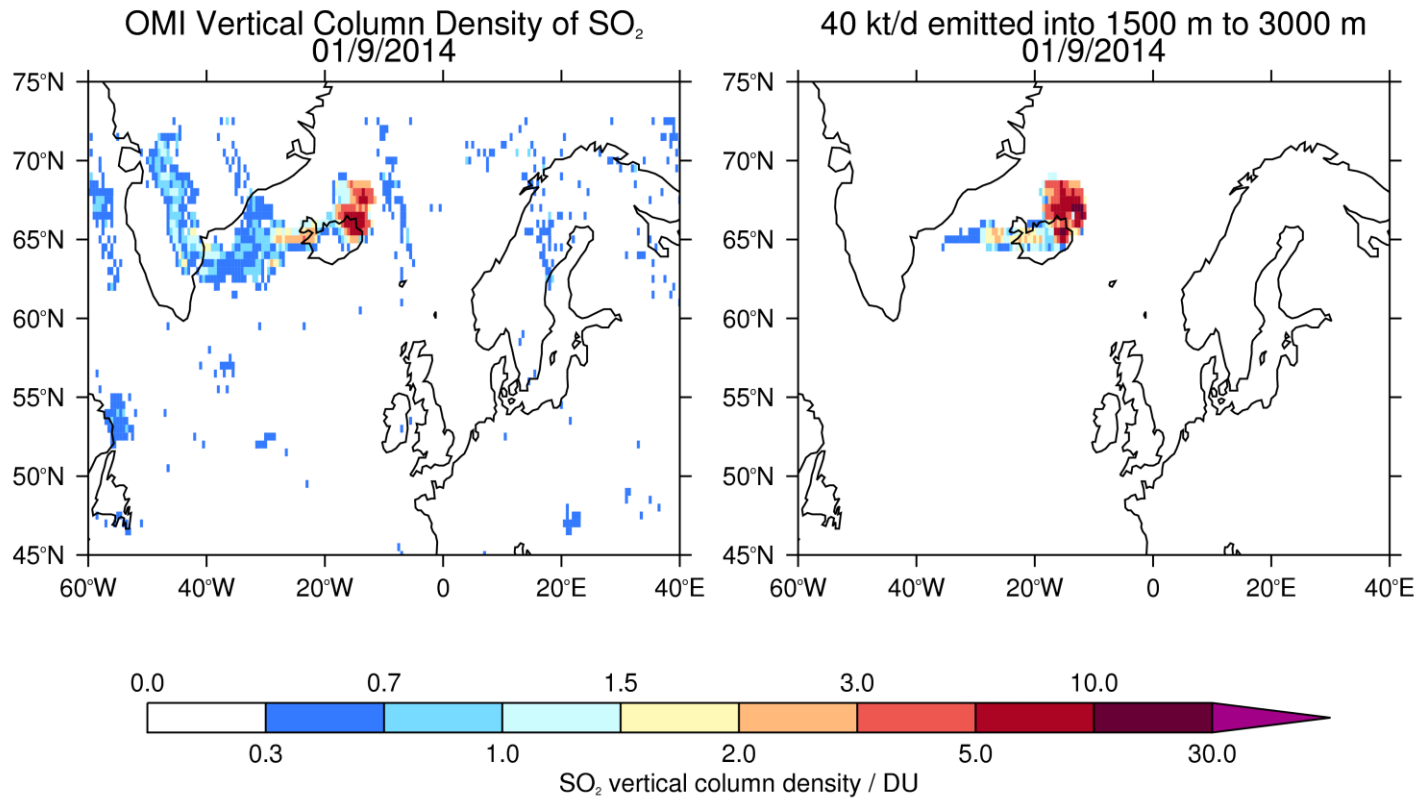 OMI Vertical Column Density of SO₂
01/9/2014
40 kt/d emitted into 1500 m to 3000 m
01/9/2014
75°N
70°N
65°N
60°N
55°N
50°N
45°N
60°W 40°W 20°W 0 20°E 40°E
75°N
70°N
65°N
60°N
55°N
50°N
45°N
60°W 40°W 20°W 0 20°E 40°E
0.0 0.7 1.5 3.0 10.0
0.3 1.0 2.0 5.0 30.0
SO₂ vertical column density / DU